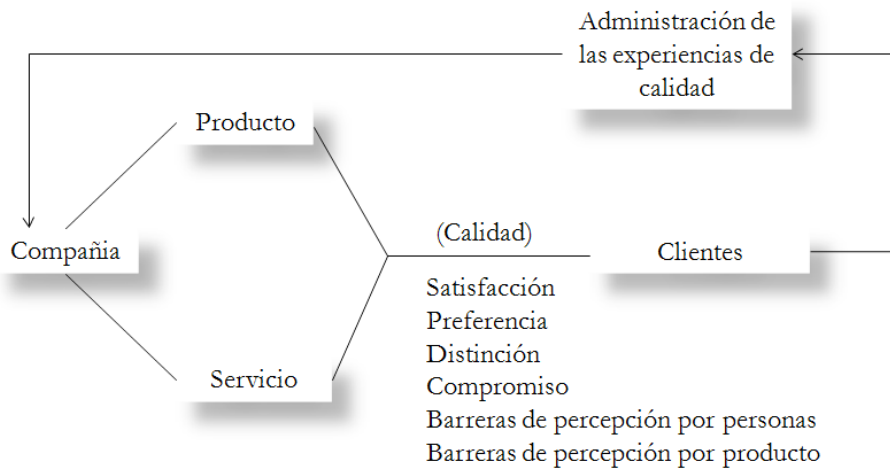 Administración de
las experiencias de
calidad
Producto
Compañia
(Calidad)
Clientes
Satisfacción
Preferencia
Distinción
Compromiso
Barreras de percepción por personas
Barreras de percepción por producto
Servicio